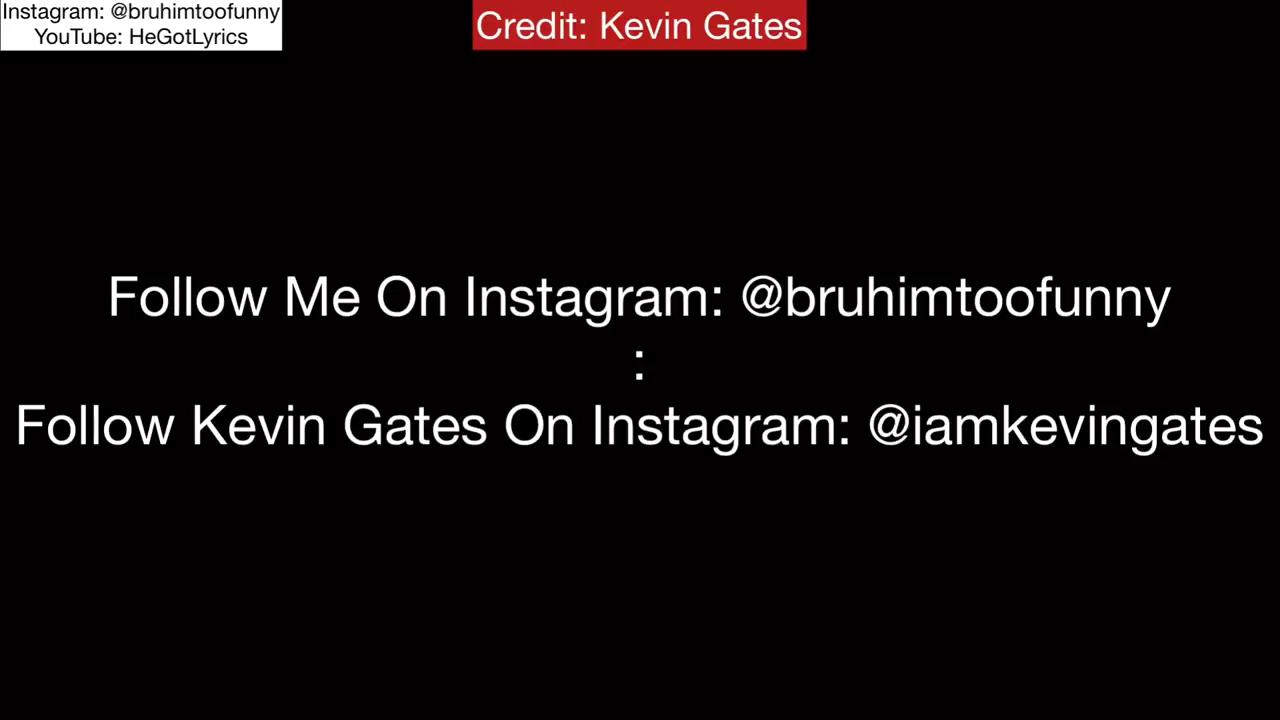 Instagram: @bruhimtoofunny
YouTube: HeGotLyrics
Credit: Kevin Gates
Follow Me On Instagram: @bruhimtoofunny
:
Follow Kevin Gates On Instagram: @iamkevingates